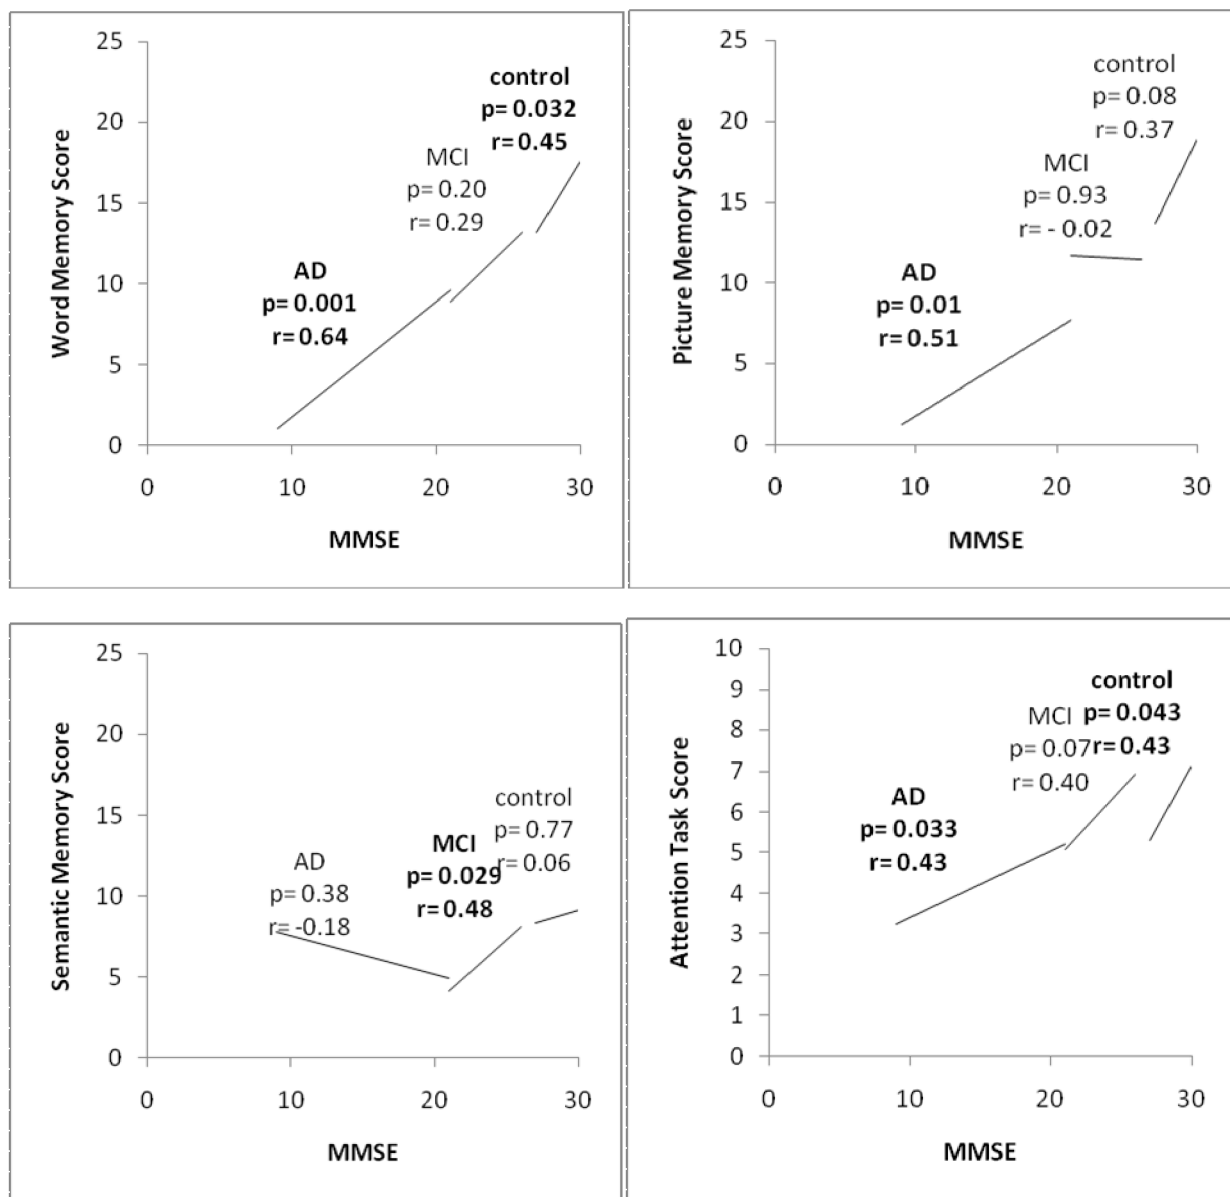 Word Memory Score
25
20
15
10
5
0
control
p= 0.032
r= 0.45
MCI
p= 0.20
r= 0.29
AD
p= 0.001
r= 0.64
0 10 20 30
MMSE
Picture Memory Score
25
20
15
10
5
0
control
p= 0.08
r= 0.37
MCI
p= 0.93
r= - 0.02
AD
p= 0.01
r= 0.51
0 10 20 30
MMSE
Semantic Memory Score
25
20
15
10
5
0
control
p= 0.77
r= 0.06
MCI
p= 0.029
r= 0.48
AD
p= 0.38
r= -0.18
0 10 20 30
MMSE
Attention Task Score
10
9
8
7
6
5
4
3
2
1
0
control
p= 0.043
r= 0.43
MCI
p= 0.07
r= 0.40
AD
p= 0.033
r= 0.43
0 10 20 30
MMSE